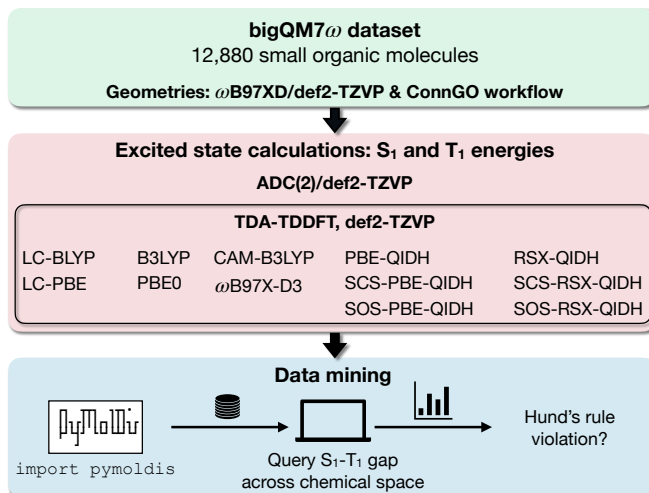 bigQM7ω dataset
12,880 small organic molecules
Geometries: ωB97XD/def2-TZVP & ConnGO workflow
Excited state calculations: S₁ and T₁ energies
ADC(2)/def2-TZVP
TDA-TDDFT, def2-TZVP
LC-BLYP B3LYP CAM-B3LYP PBE-QIDH RSX-QIDH
LC-PBE PBE0 ωB97X-D3 SCS-PBE-QIDH SCS-RSX-QIDH
SOS-PBE-QIDH SOS-RSX-QIDH
Data mining
PyMolDis
import pymoldis
Query S₁-T₁ gap
across chemical space
Hund's rule
violation?